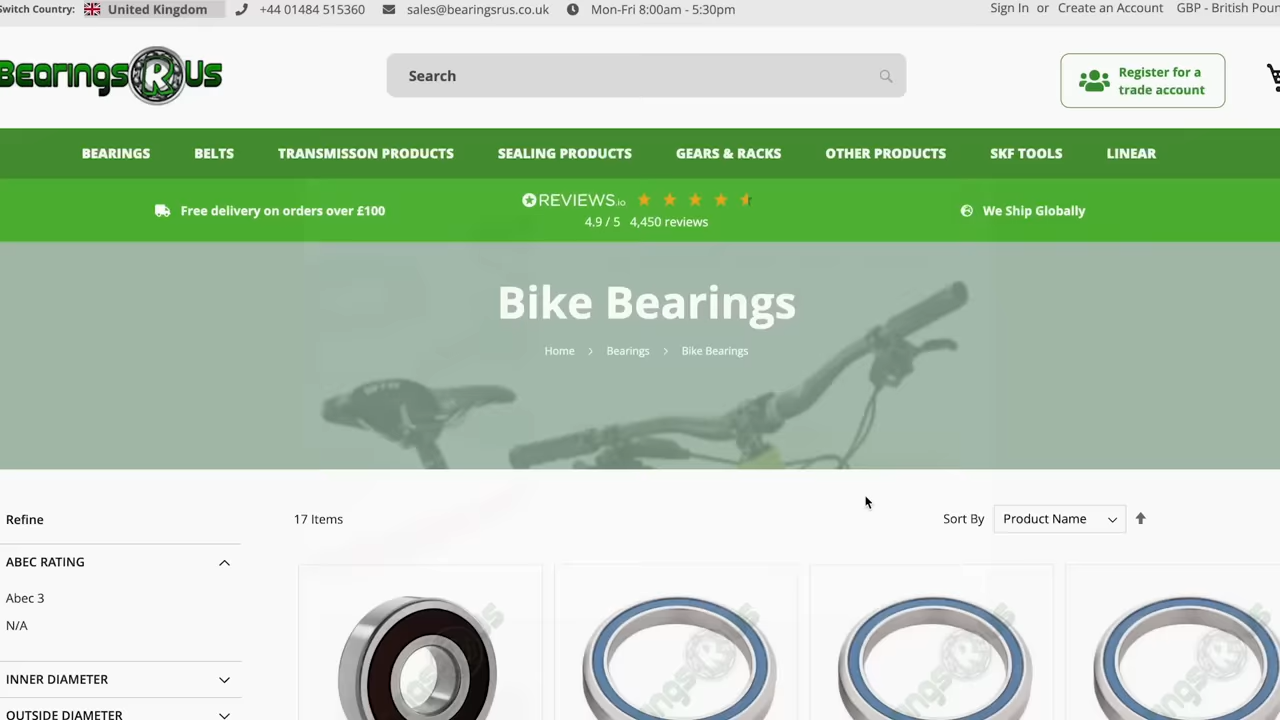 Switch Country: United Kingdom +44 01484 515360 sales@bearingsrus.co.uk Mon-Fri 8:00am - 5:30pm Sign In or Create an Account GBP - British Pour
BearingsRUs
Search
Register for a
trade account
BEARINGS BELTS TRANSMISSON PRODUCTS SEALING PRODUCTS GEARS & RACKS OTHER PRODUCTS SKF TOOLS LINEAR
Free delivery on orders over £100
REVIEWS.io
4.9 / 5 4,450 reviews
We Ship Globally
Bike Bearings
Home > Bearings > Bike Bearings
Refine
17 Items
Sort By Product Name
ABEC RATING
Abec 3
N/A
INNER DIAMETER
OUTSIDE DIAMETER